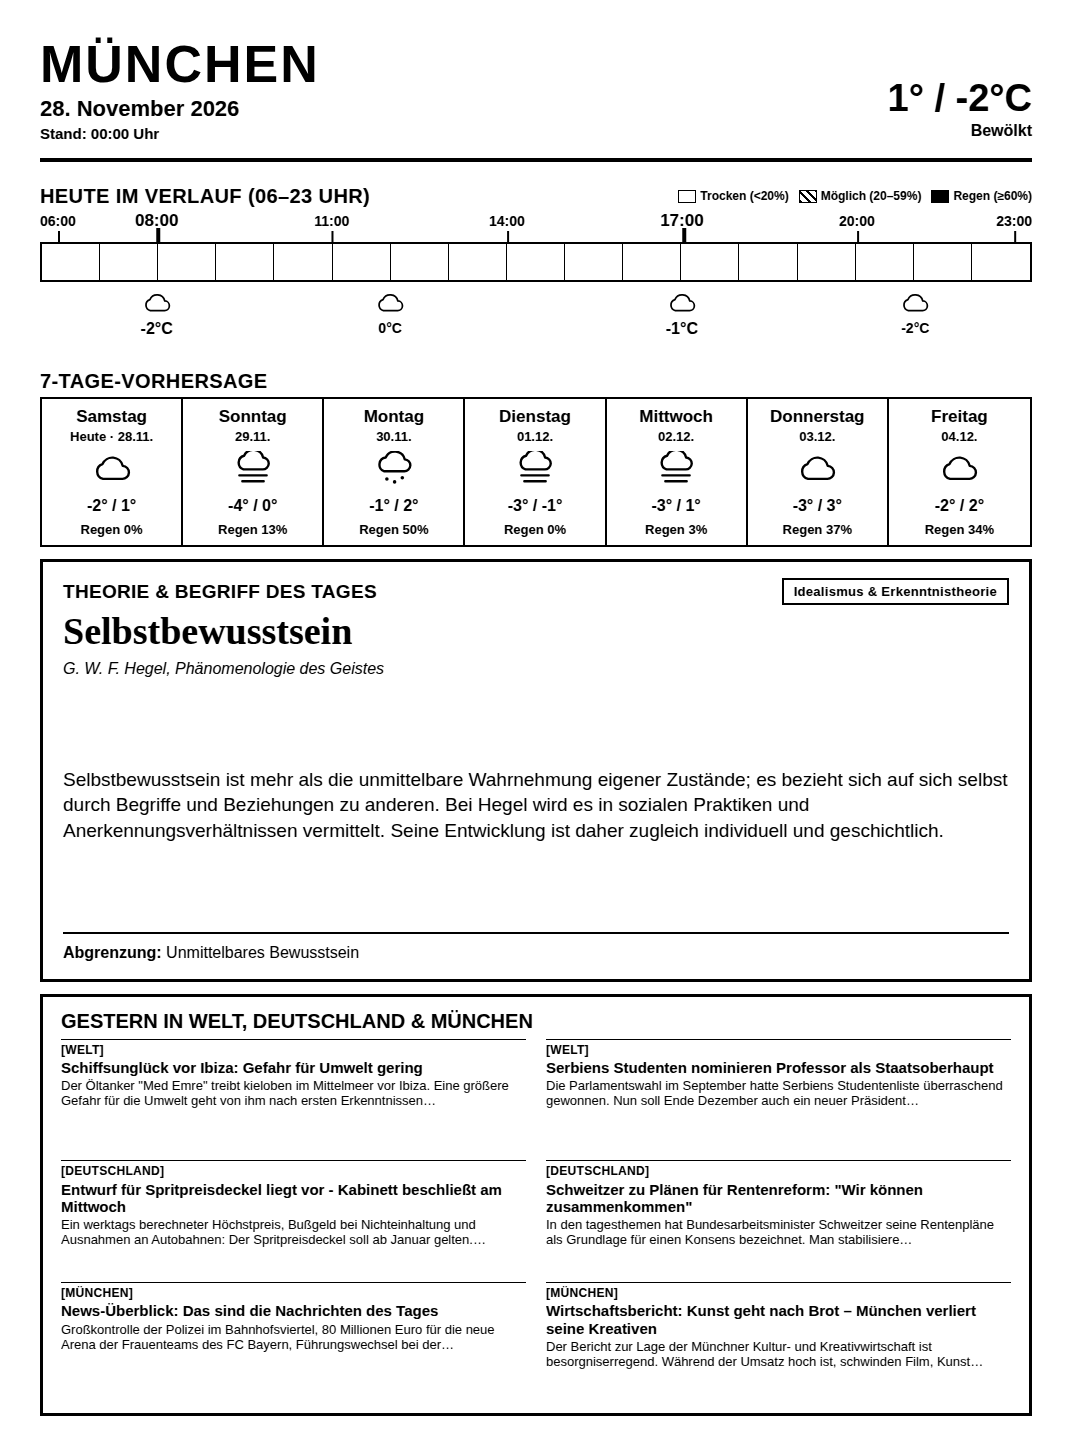 MÜNCHEN
28. November 2026
Stand: 00:00 Uhr
1° / -2°C
Bewölkt
HEUTE IM VERLAUF (06–23 UHR)
Trocken (<20%) Möglich (20–59%) Regen (≥60%)
06:00 08:00 11:00 14:00 17:00 20:00 23:00
-2°C 0°C -1°C -2°C
7-TAGE-VORHERSAGE
Samstag Sonntag Montag Dienstag Mittwoch Donnerstag Freitag
Heute · 28.11. 29.11. 30.11. 01.12. 02.12. 03.12. 04.12.
-2° / 1° -4° / 0° -1° / 2° -3° / -1° -3° / 1° -3° / 3° -2° / 2°
Regen 0% Regen 13% Regen 50% Regen 0% Regen 3% Regen 37% Regen 34%
THEORIE & BEGRIFF DES TAGES
Idealismus & Erkenntnistheorie
Selbstbewusstsein
G. W. F. Hegel, Phänomenologie des Geistes
Selbstbewusstsein ist mehr als die unmittelbare Wahrnehmung eigener Zustände; es bezieht sich auf sich selbst
durch Begriffe und Beziehungen zu anderen. Bei Hegel wird es in sozialen Praktiken und
Anerkennungsverhältnissen vermittelt. Seine Entwicklung ist daher zugleich individuell und geschichtlich.
Abgrenzung: Unmittelbares Bewusstsein
GESTERN IN WELT, DEUTSCHLAND & MÜNCHEN
[WELT]
Schiffsunglück vor Ibiza: Gefahr für Umwelt gering
Der Öltanker "Med Emre" treibt kieloben im Mittelmeer vor Ibiza. Eine größere
Gefahr für die Umwelt geht von ihm nach ersten Erkenntnissen…
[WELT]
Serbiens Studenten nominieren Professor als Staatsoberhaupt
Die Parlamentswahl im September hatte Serbiens Studentenliste überraschend
gewonnen. Nun soll Ende Dezember auch ein neuer Präsident…
[DEUTSCHLAND]
Entwurf für Spritpreisdeckel liegt vor - Kabinett beschließt am
Mittwoch
Ein werktags berechneter Höchstpreis, Bußgeld bei Nichteinhaltung und
Ausnahmen an Autobahnen: Der Spritpreisdeckel soll ab Januar gelten.…
[DEUTSCHLAND]
Schweitzer zu Plänen für Rentenreform: "Wir können
zusammenkommen"
In den tagesthemen hat Bundesarbeitsminister Schweitzer seine Rentenpläne
als Grundlage für einen Konsens bezeichnet. Man stabilisiere…
[MÜNCHEN]
News-Überblick: Das sind die Nachrichten des Tages
Großkontrolle der Polizei im Bahnhofsviertel, 80 Millionen Euro für die neue
Arena der Frauenteams des FC Bayern, Führungswechsel bei der…
[MÜNCHEN]
Wirtschaftsbericht: Kunst geht nach Brot – München verliert
seine Kreativen
Der Bericht zur Lage der Münchner Kultur- und Kreativwirtschaft ist
besorgniserregend. Während der Umsatz hoch ist, schwinden Film, Kunst…